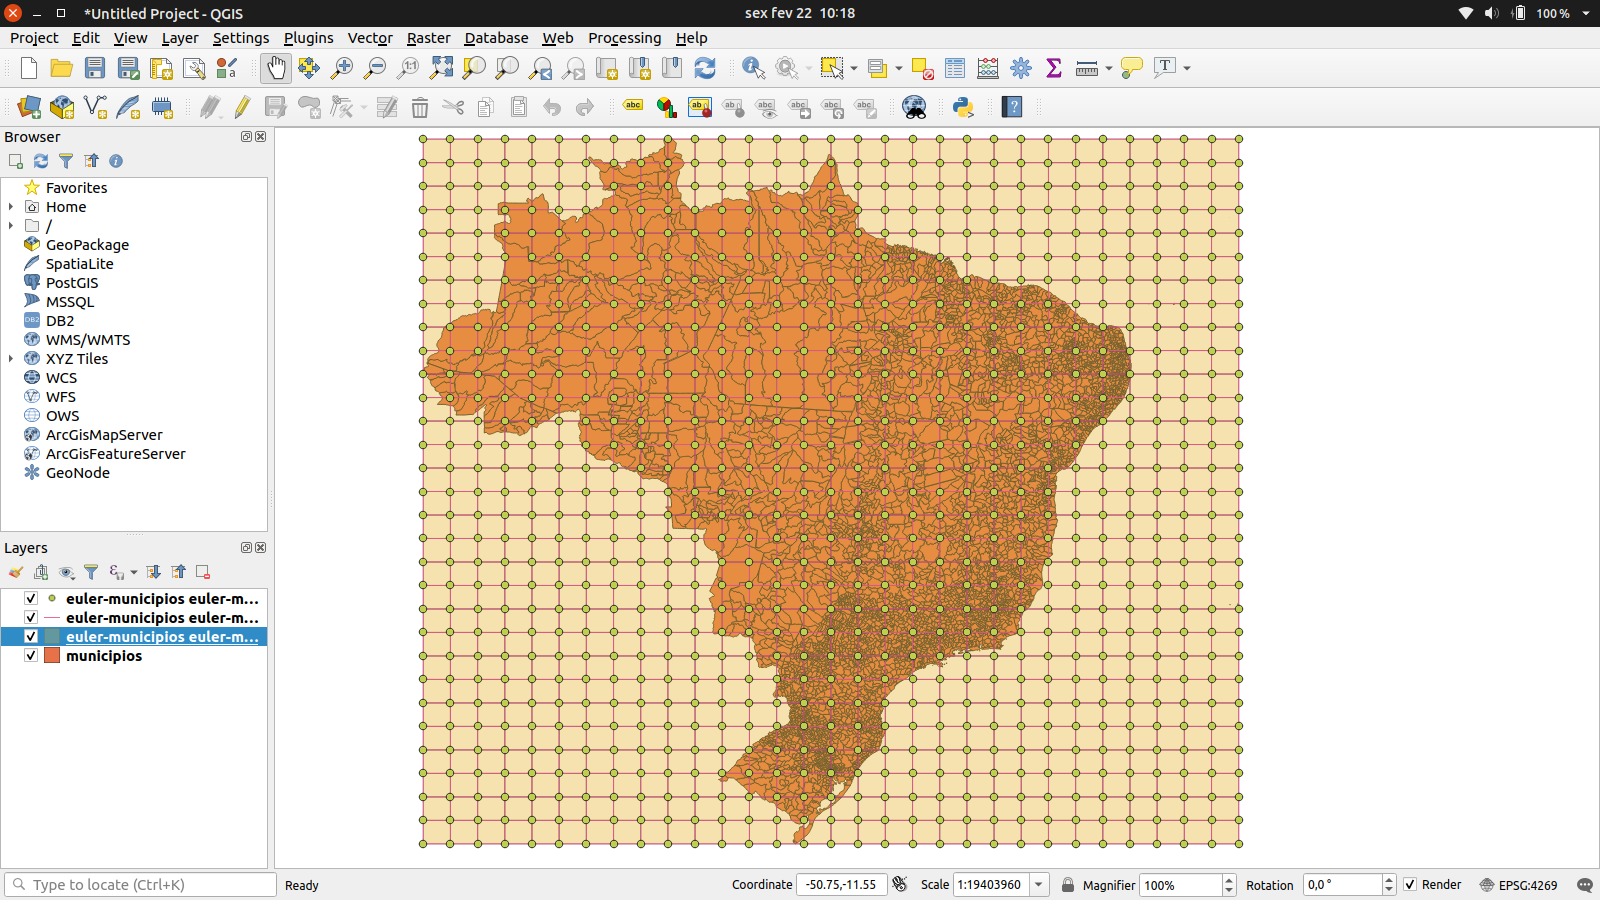 *Untitled Project - QGIS
sex fev 22 10:18
100 %
Project Edit View Layer Settings Plugins Vector Raster Database Web Processing Help
Browser
Favorites
Home
/
GeoPackage
SpatiaLite
PostGIS
MSSQL
DB2
WMS/WMTS
XYZ Tiles
WCS
WFS
OWS
ArcGisMapServer
ArcGisFeatureServer
GeoNode
Layers
euler-municipios euler-m...
euler-municipios euler-m...
euler-municipios euler-m...
municipios
Type to locate (Ctrl+K)
Ready
Coordinate -50.75,-11.55
Scale 1:19403960
Magnifier 100%
Rotation 0,0 °
Render
EPSG:4269